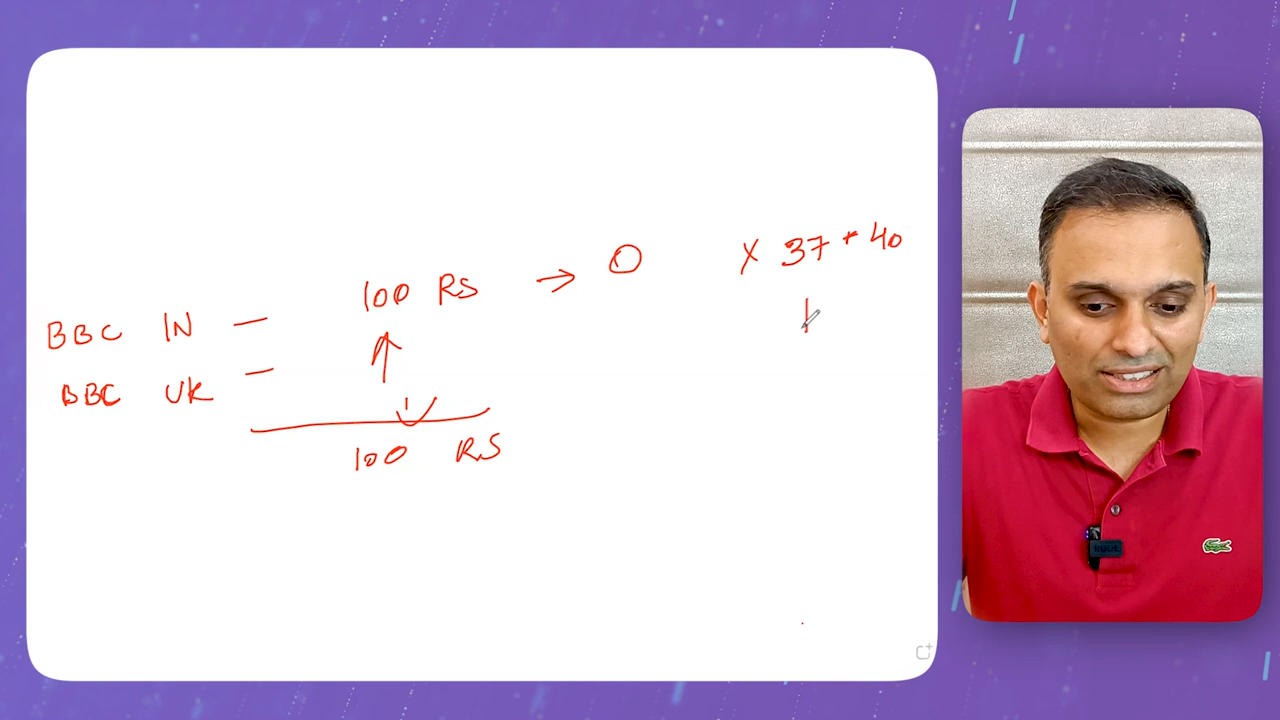 100 RS → 0
X 37 * 40
BBC IN -
BBC UK -
100 RS